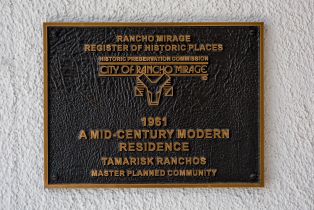 RANCHO MIRAGE
REGISTER OF HISTORIC PLACES
HISTORIC PRESERVATION COMMISSION
CITY OF RANCHO MIRAGE
1961
A MID-CENTURY MODERN
RESIDENCE
TAMARISK RANCHOS
MASTER PLANNED COMMUNITY